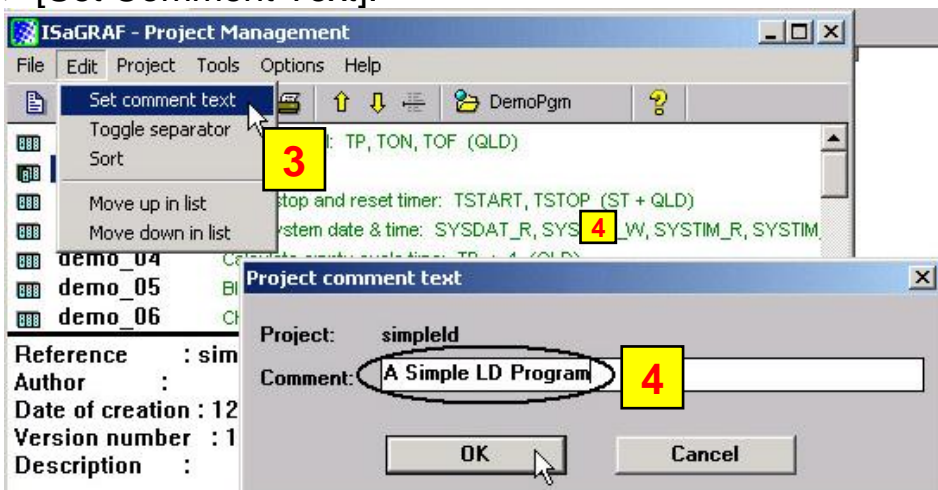 [Set Comment Text].
ISaGRAF - Project Management
File Edit Project Tools Options Help
Set comment text
DemoPgm
Toggle separator
TP, TON, TOF (QLD)
Sort
3
Move up in list
stop and reset timer: TSTART, TSTOP (ST + QLD)
Move down in list
date & time: SYSDAT_R, SYS 4 _W, SYSTIM_R, SYSTIM_
demo_04
demo_05
demo_06
Project comment text
Project: simpleld
Comment: A Simple LD Program 4
OK Cancel
Reference : sim
Author :
Date of creation : 12
Version number : 1
Description :